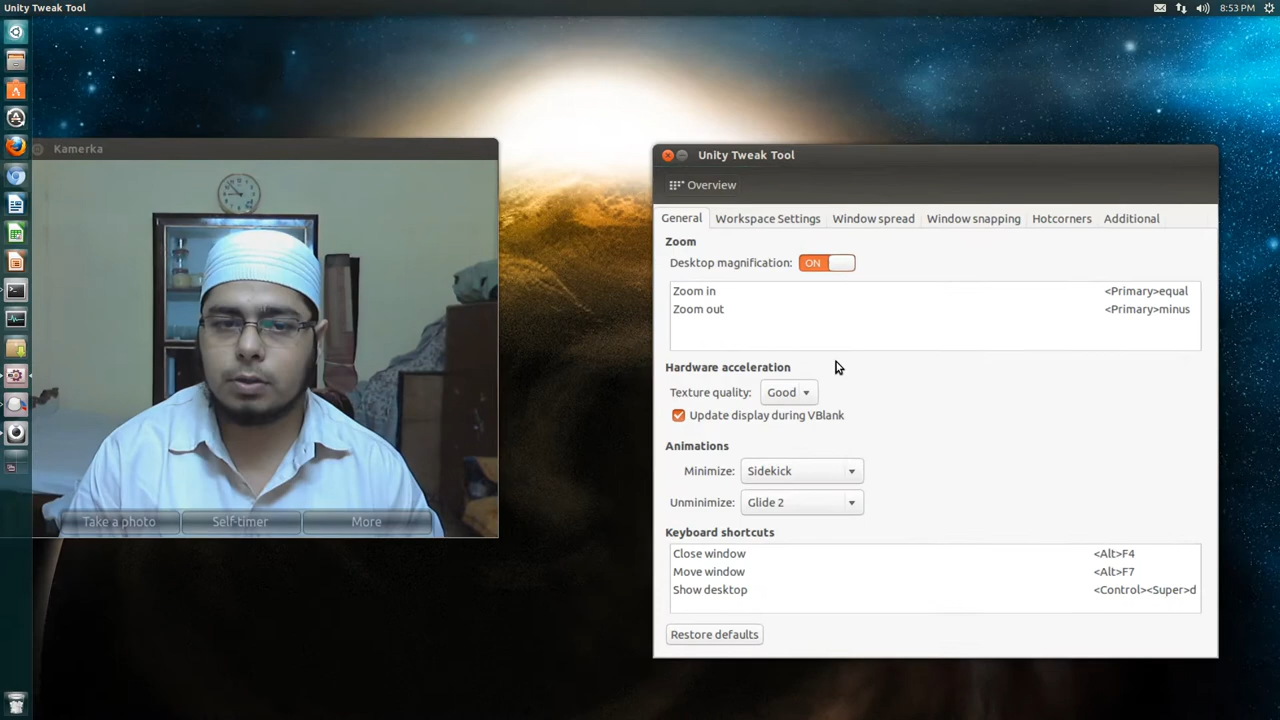 Unity Tweak Tool
8:53 PM
Kamerka
Take a photo
Self-timer
More
Unity Tweak Tool
Overview
General Workspace Settings Window spread Window snapping Hotcorners Additional
Zoom
Desktop magnification: ON
Zoom in <Primary>equal
Zoom out <Primary>minus
Hardware acceleration
Texture quality: Good
Update display during VBlank
Animations
Minimize: Sidekick
Unminimize: Glide 2
Keyboard shortcuts
Close window <Alt>F4
Move window <Alt>F7
Show desktop <Control><Super>d
Restore defaults